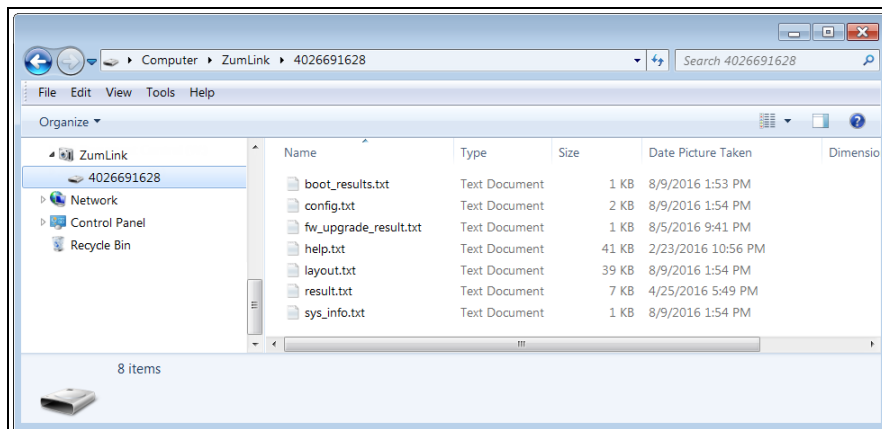 Computer ▸ ZumLink ▸ 4026691628
Search 4026691628
File Edit View Tools Help
Organize
ZumLink
4026691628
Network
Control Panel
Recycle Bin
Name Type Size Date Picture Taken Dimensio
boot_results.txt Text Document 1 KB 8/9/2016 1:53 PM
config.txt Text Document 2 KB 8/9/2016 1:54 PM
fw_upgrade_result.txt Text Document 1 KB 8/5/2016 9:41 PM
help.txt Text Document 41 KB 2/23/2016 10:56 PM
layout.txt Text Document 39 KB 8/9/2016 1:54 PM
result.txt Text Document 7 KB 4/25/2016 5:49 PM
sys_info.txt Text Document 1 KB 8/9/2016 1:54 PM
8 items